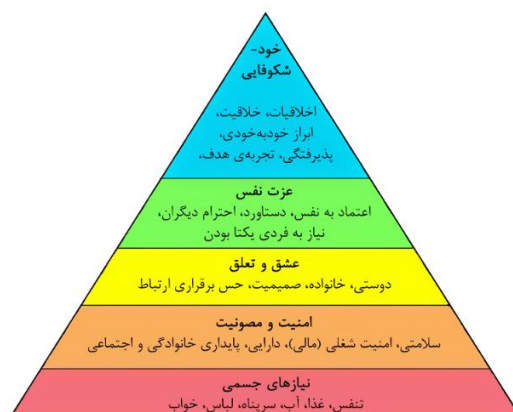 خود-
شکوفایی
اخلاقیات، خلاقیت،
ابراز خودبه‌خودی،
پذیرفتگی، تجربه‌ی هدف،
عزت نفس
اعتماد به نفس، دستاورد، احترام دیگران،
نیاز به فردی یکتا بودن
عشق و تعلق
دوستی، خانواده، صمیمیت، حس برقراری ارتباط
امنیت و مصونیت
سلامتی، امنیت شغلی (مالی)، دارایی، پایداری خانوادگی و اجتماعی
نیازهای جسمی
تنفس، غذا، آب، سرپناه، لباس، خواب